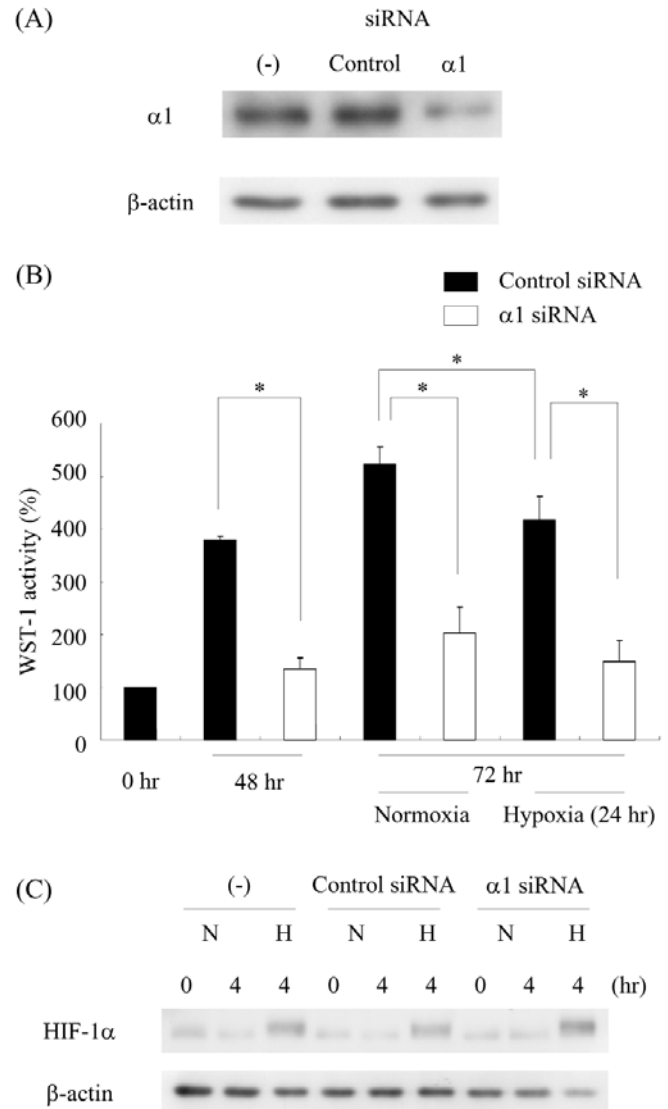 (A)
siRNA
(-) Control α1
α1
β-actin
(B)
Control siRNA
α1 siRNA
* * * *
600
500
400
300
200
100
0
WST-1 activity (%)
0 hr 48 hr 72 hr
Normoxia Hypoxia (24 hr)
(C)
(-) Control siRNA α1 siRNA
N H N H N H
0 4 4 0 4 4 0 4 4 (hr)
HIF-1α
β-actin